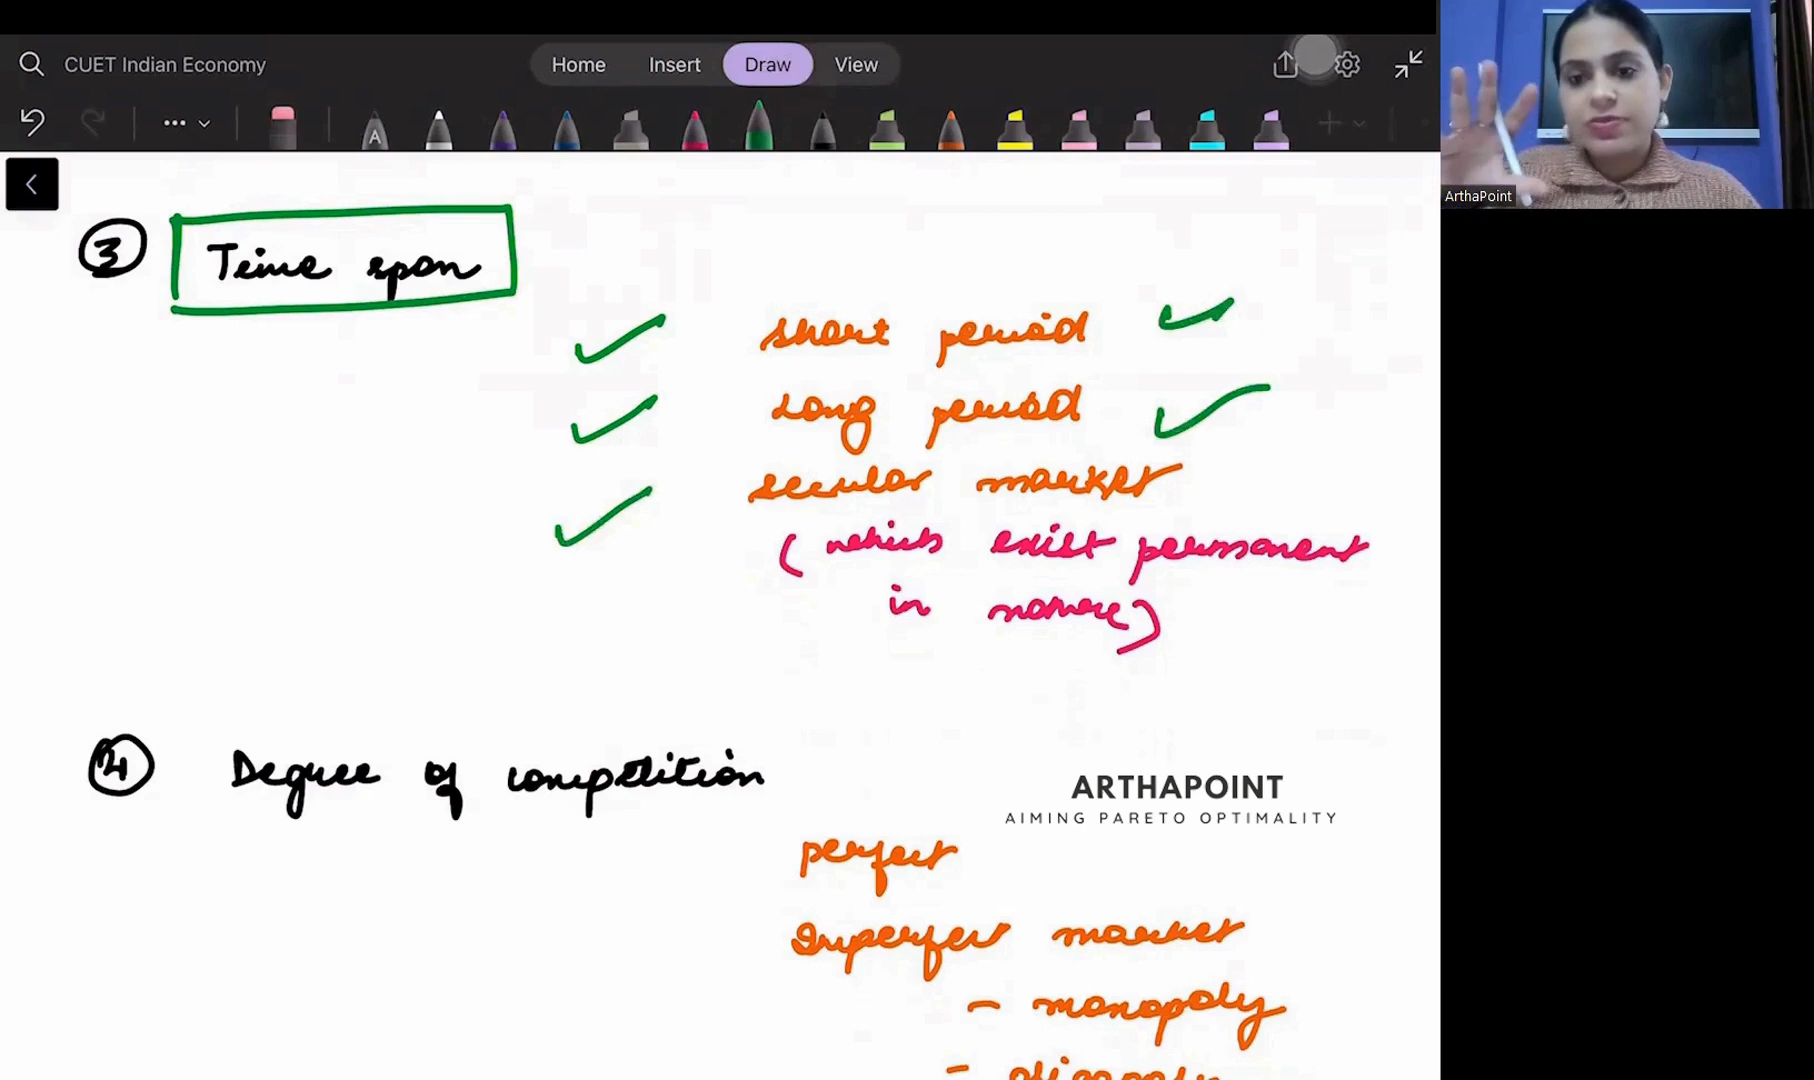 CUET Indian Economy
Home Insert Draw View
A
ArthaPoint
3 Time span
short period
Long period
secular market
(which exist permanent
in nature)
4 Degree of competition
ARTHAPOINT
AIMING PARETO OPTIMALITY
perfect
Imperfect market
- monopoly
- oligopoly